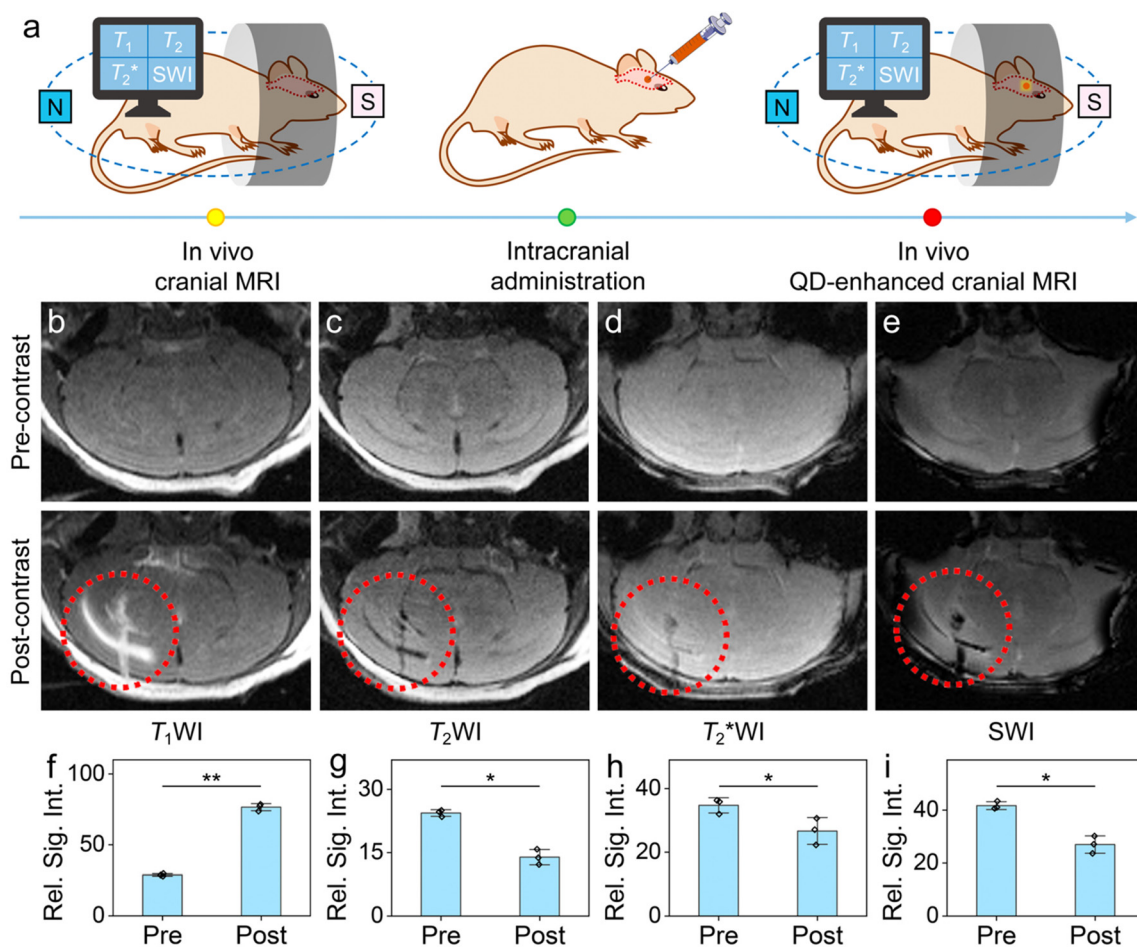 a
T₁ T₂
T₂* SWI
N
S
T₁ T₂
T₂* SWI
N
S
In vivo
cranial MRI
Intracranial
administration
In vivo
QD-enhanced cranial MRI
Pre-contrast
b
c
d
e
Post-contrast
T₁WI
T₂WI
T₂*WI
SWI
f
Rel. Sig. Int.
100
50
0
**
Pre
Post
g
Rel. Sig. Int.
30
15
0
*
Pre
Post
h
Rel. Sig. Int.
40
20
0
*
Pre
Post
i
Rel. Sig. Int.
40
20
0
*
Pre
Post